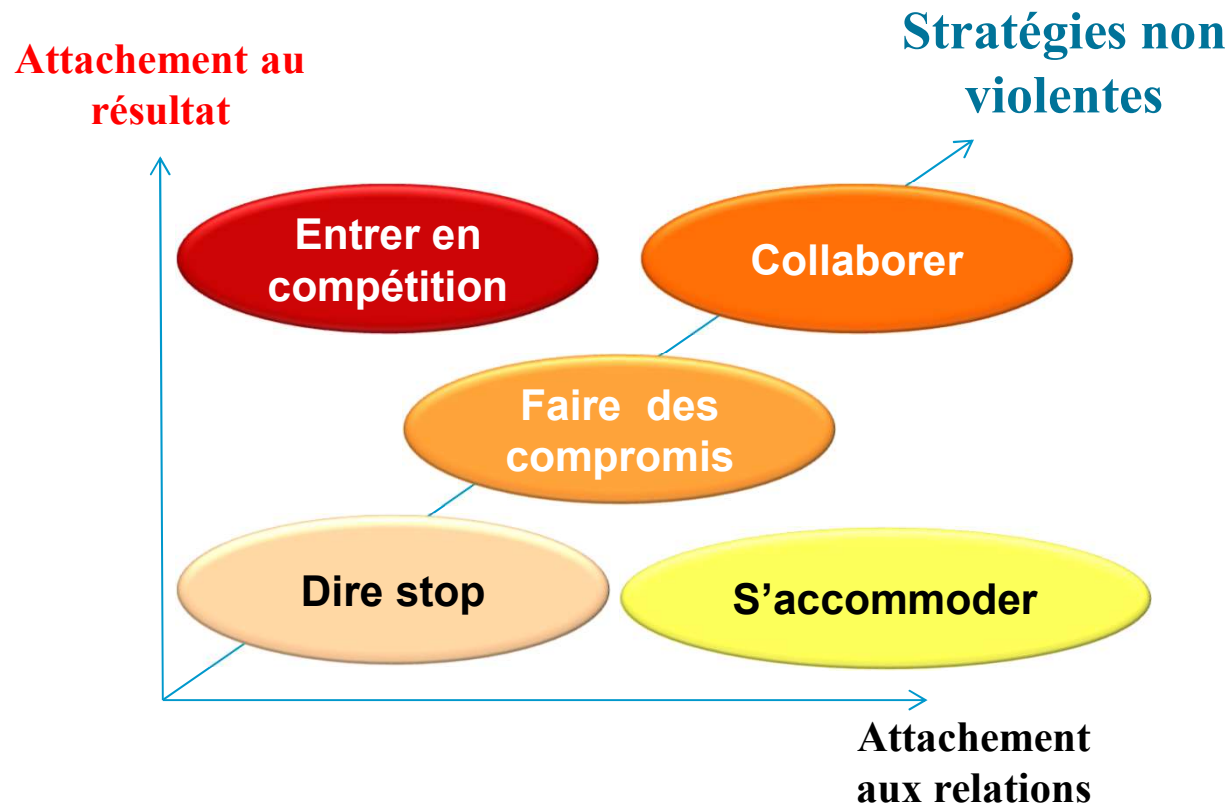 Stratégies non
violentes
Attachement au
résultat
Entrer en
compétition
Collaborer
Faire  des
compromis
Dire stop
S’accommoder
Attachement
aux relations